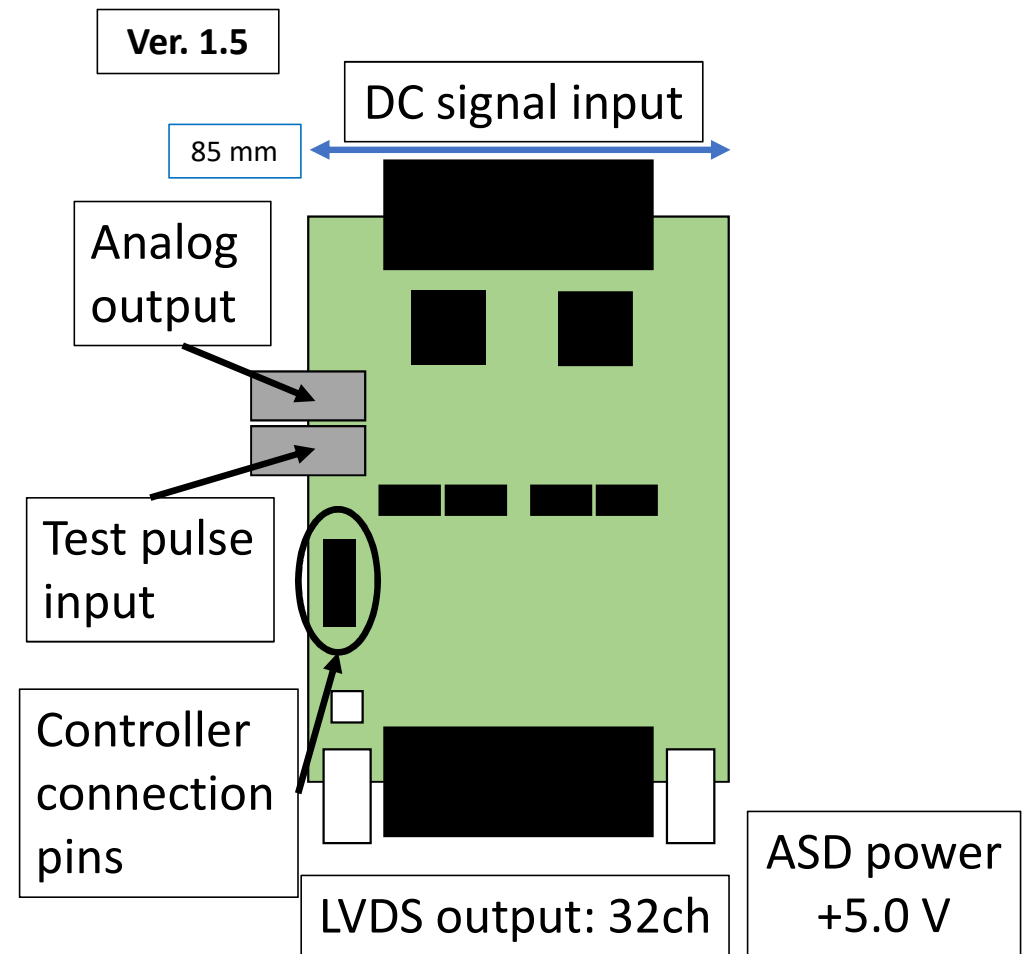 Ver. 1.5
DC signal input
85 mm
Analog
output
Test pulse
input
Controller
connection
pins
ASD power
+5.0 V
LVDS output: 32ch